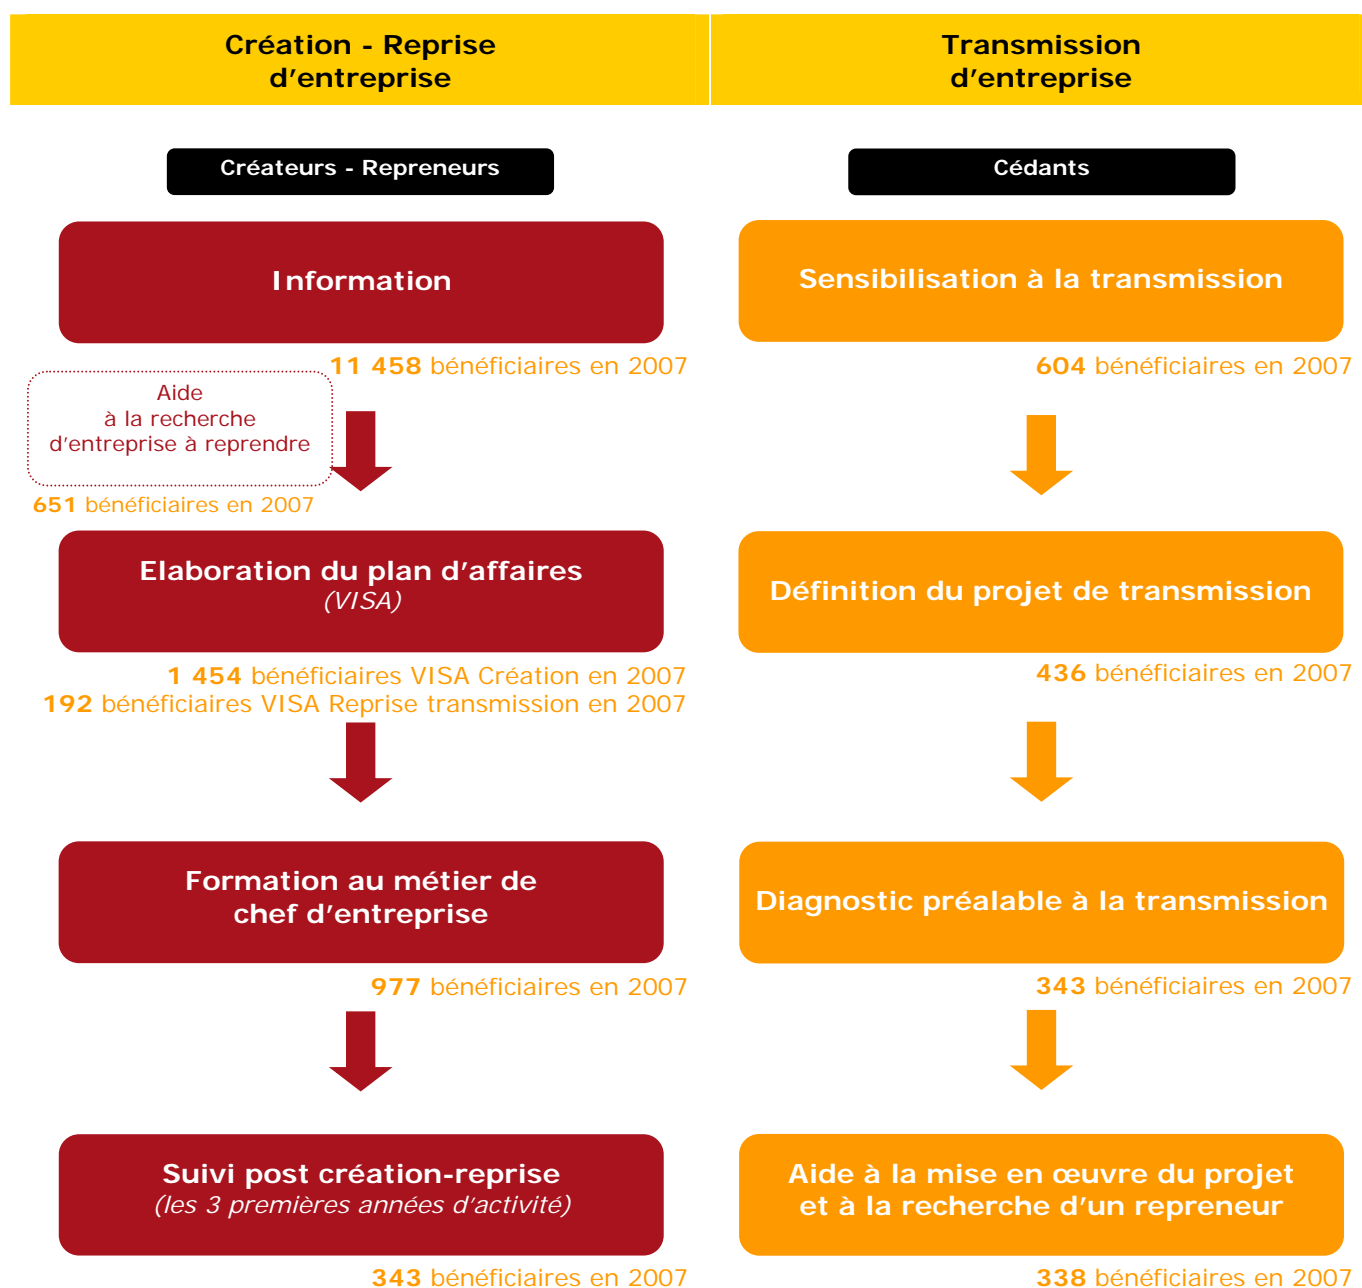 Création - Reprise
d'entreprise
Créateurs - Repreneurs
Information
11 458 bénéficiaires en 2007
Aide
à la recherche
d'entreprise à reprendre
651 bénéficiaires en 2007
Elaboration du plan d'affaires
(VISA)
1 454 bénéficiaires VISA Création en 2007
192 bénéficiaires VISA Reprise transmission en 2007
Formation au métier de
chef d'entreprise
977 bénéficiaires en 2007
Suivi post création-reprise
(les 3 premières années d'activité)
343 bénéficiaires en 2007
Transmission
d'entreprise
Cédants
Sensibilisation à la transmission
604 bénéficiaires en 2007
Définition du projet de transmission
436 bénéficiaires en 2007
Diagnostic préalable à la transmission
343 bénéficiaires en 2007
Aide à la mise en œuvre du projet
et à la recherche d'un repreneur
338 bénéficiaires en 2007